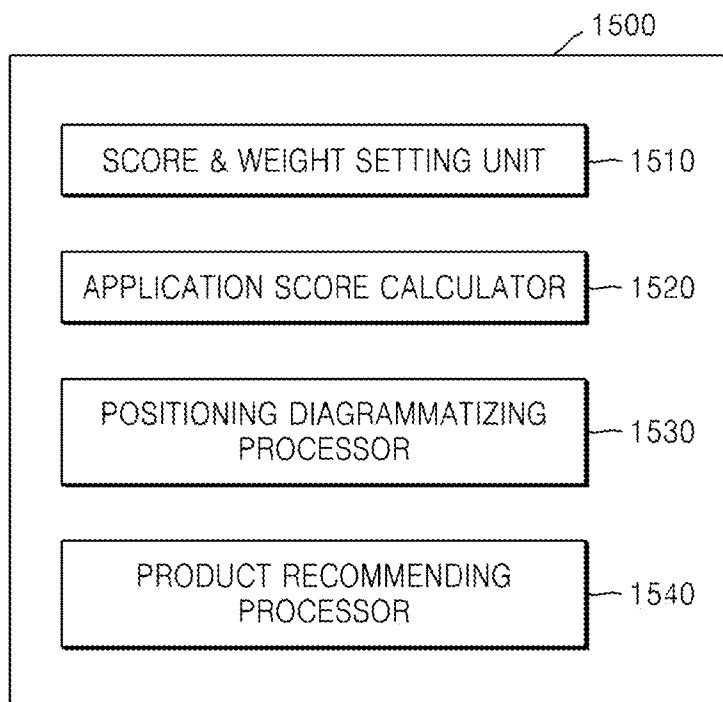 1500
SCORE & WEIGHT SETTING UNIT 1510
APPLICATION SCORE CALCULATOR 1520
POSITIONING DIAGRAMMATIZING
PROCESSOR
1530
PRODUCT RECOMMENDING
PROCESSOR
1540